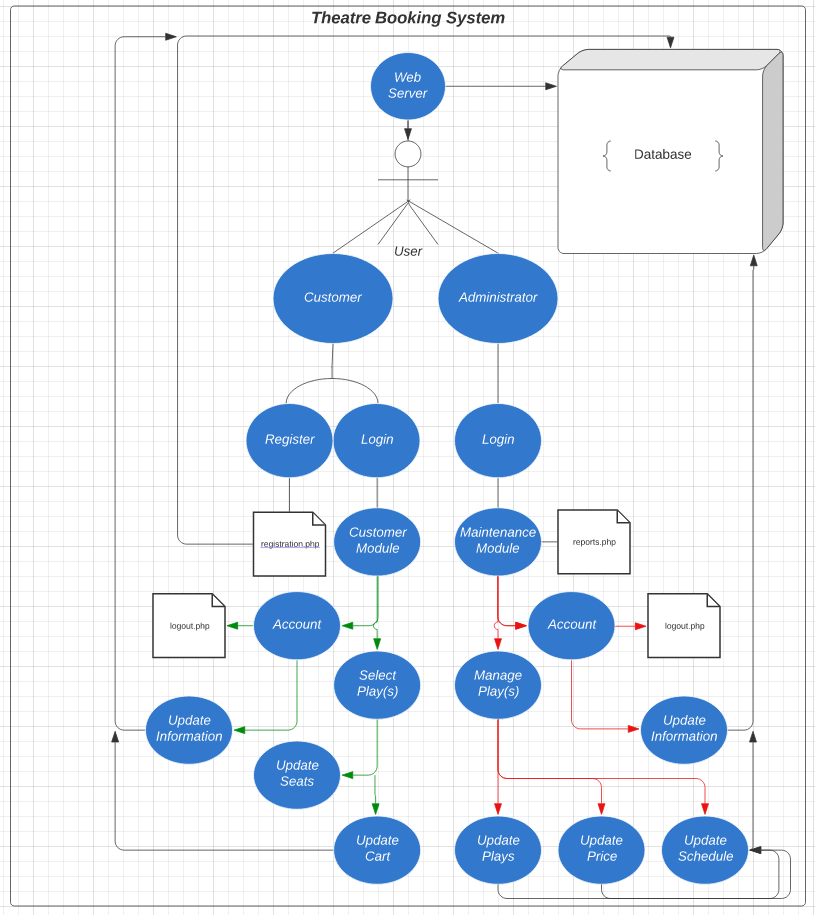 Theatre Booking System
Web
Server
{ Database }
User
Customer
Administrator
Register
Login
Login
registration.php
Customer
Module
Maintenance
Module
reports.php
logout.php
Account
Account
logout.php
Select
Play(s)
Manage
Play(s)
Update
Information
Update
Information
Update
Seats
Update
Cart
Update
Plays
Update
Price
Update
Schedule